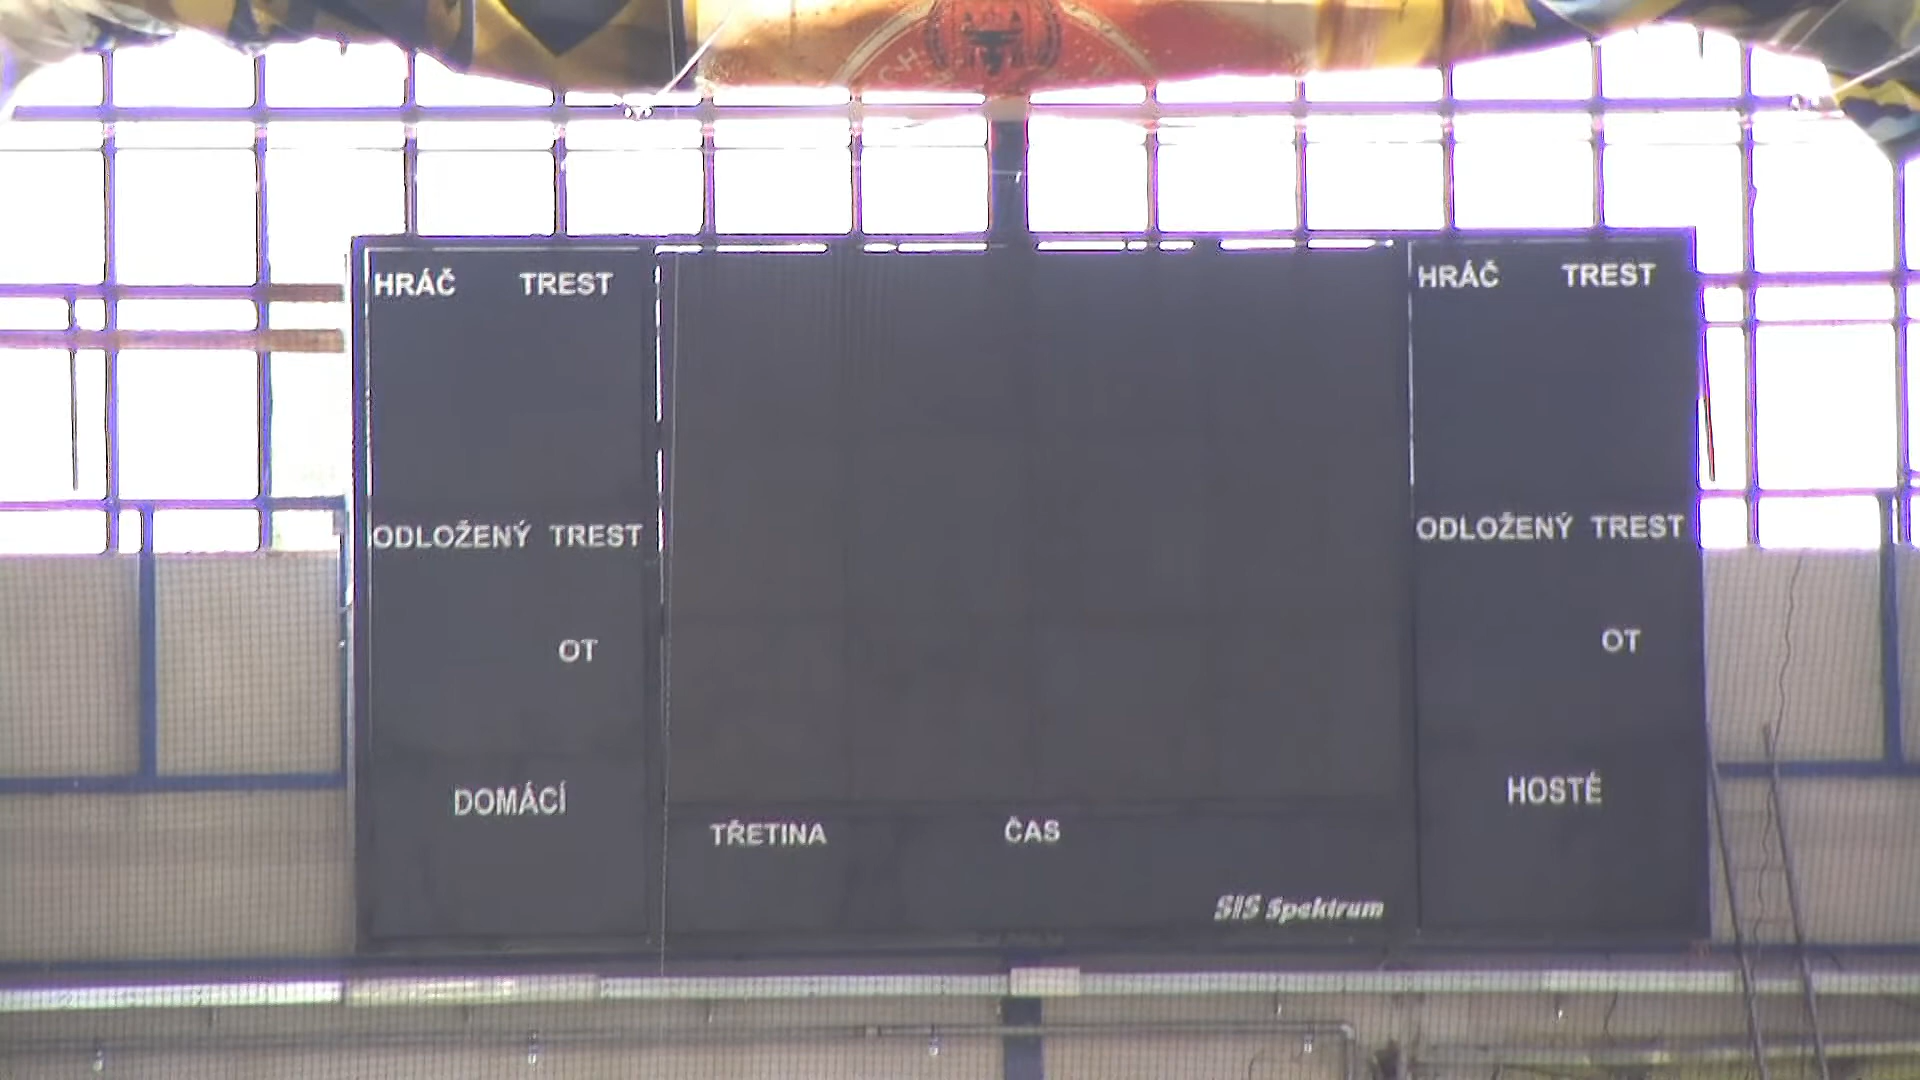 HRÁČ TREST
HRÁČ TREST
ODLOŽENÝ TREST
ODLOŽENÝ TREST
OT
OT
DOMÁCÍ
HOSTÉ
TŘETINA ČAS
SIS Spektrum